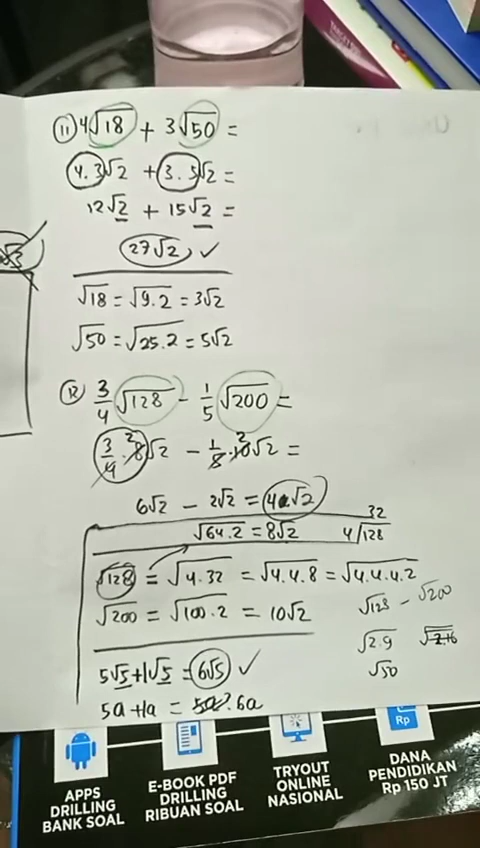 11 4√18 + 3√50 =
4.3√2 + 3.5√2 =
12√2 + 15√2 =
27√2 ✓
√18 = √9.2 = 3√2
√50 = √25.2 = 5√2
12 3/4 √128 - 1/5 √200 =
3/4 . 8√2 - 1/5 . 10√2 =
6√2 - 2√2 = 4√2
32
√64.2 = 8√2 4/128
√128 = √4.32 = √4.4.8 = √4.4.4.2
√200 = √100.2 = 10√2
√128 - √200
√2.9
√50
5√5 + 1√5 = 6√5 ✓
5a + 1a = 6a
APPS DRILLING BANK SOAL
E-BOOK PDF DRILLING RIBUAN SOAL
TRYOUT ONLINE NASIONAL
Rp
DANA PENDIDIKAN Rp 150 JT